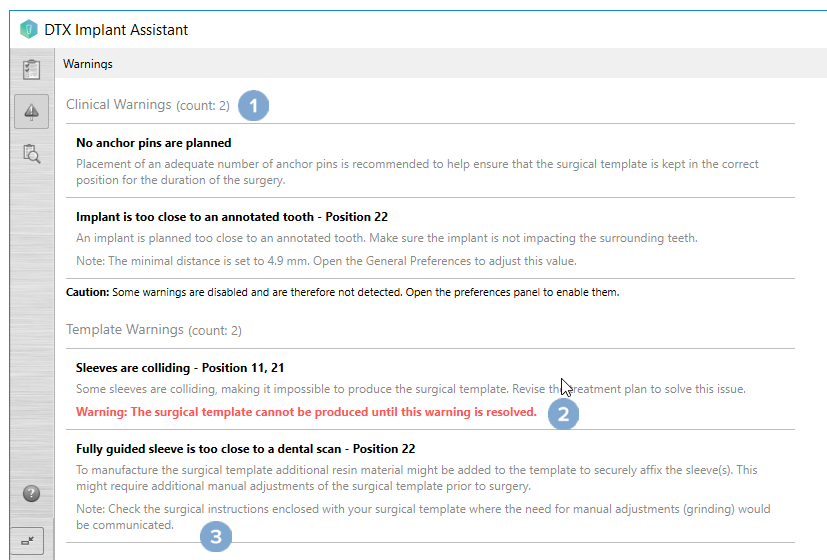 DTX Implant Assistant
Warnings
Clinical Warnings (count: 2) 1
No anchor pins are planned
Placement of an adequate number of anchor pins is recommended to help ensure that the surgical template is kept in the correct
position for the duration of the surgery.
Implant is too close to an annotated tooth - Position 22
An implant is planned too close to an annotated tooth. Make sure the implant is not impacting the surrounding teeth.
Note: The minimal distance is set to 4.9 mm. Open the General Preferences to adjust this value.
Caution: Some warnings are disabled and are therefore not detected. Open the preferences panel to enable them.
Template Warnings (count: 2)
Sleeves are colliding - Position 11, 21
Some sleeves are colliding, making it impossible to produce the surgical template. Revise the treatment plan to solve this issue.
Warning: The surgical template cannot be produced until this warning is resolved. 2
Fully guided sleeve is too close to a dental scan - Position 22
To manufacture the surgical template additional resin material might be added to the template to securely affix the sleeve(s). This
might require additional manual adjustments of the surgical template prior to surgery.
Note: Check the surgical instructions enclosed with your surgical template where the need for manual adjustments (grinding) would
be communicated. 3
?